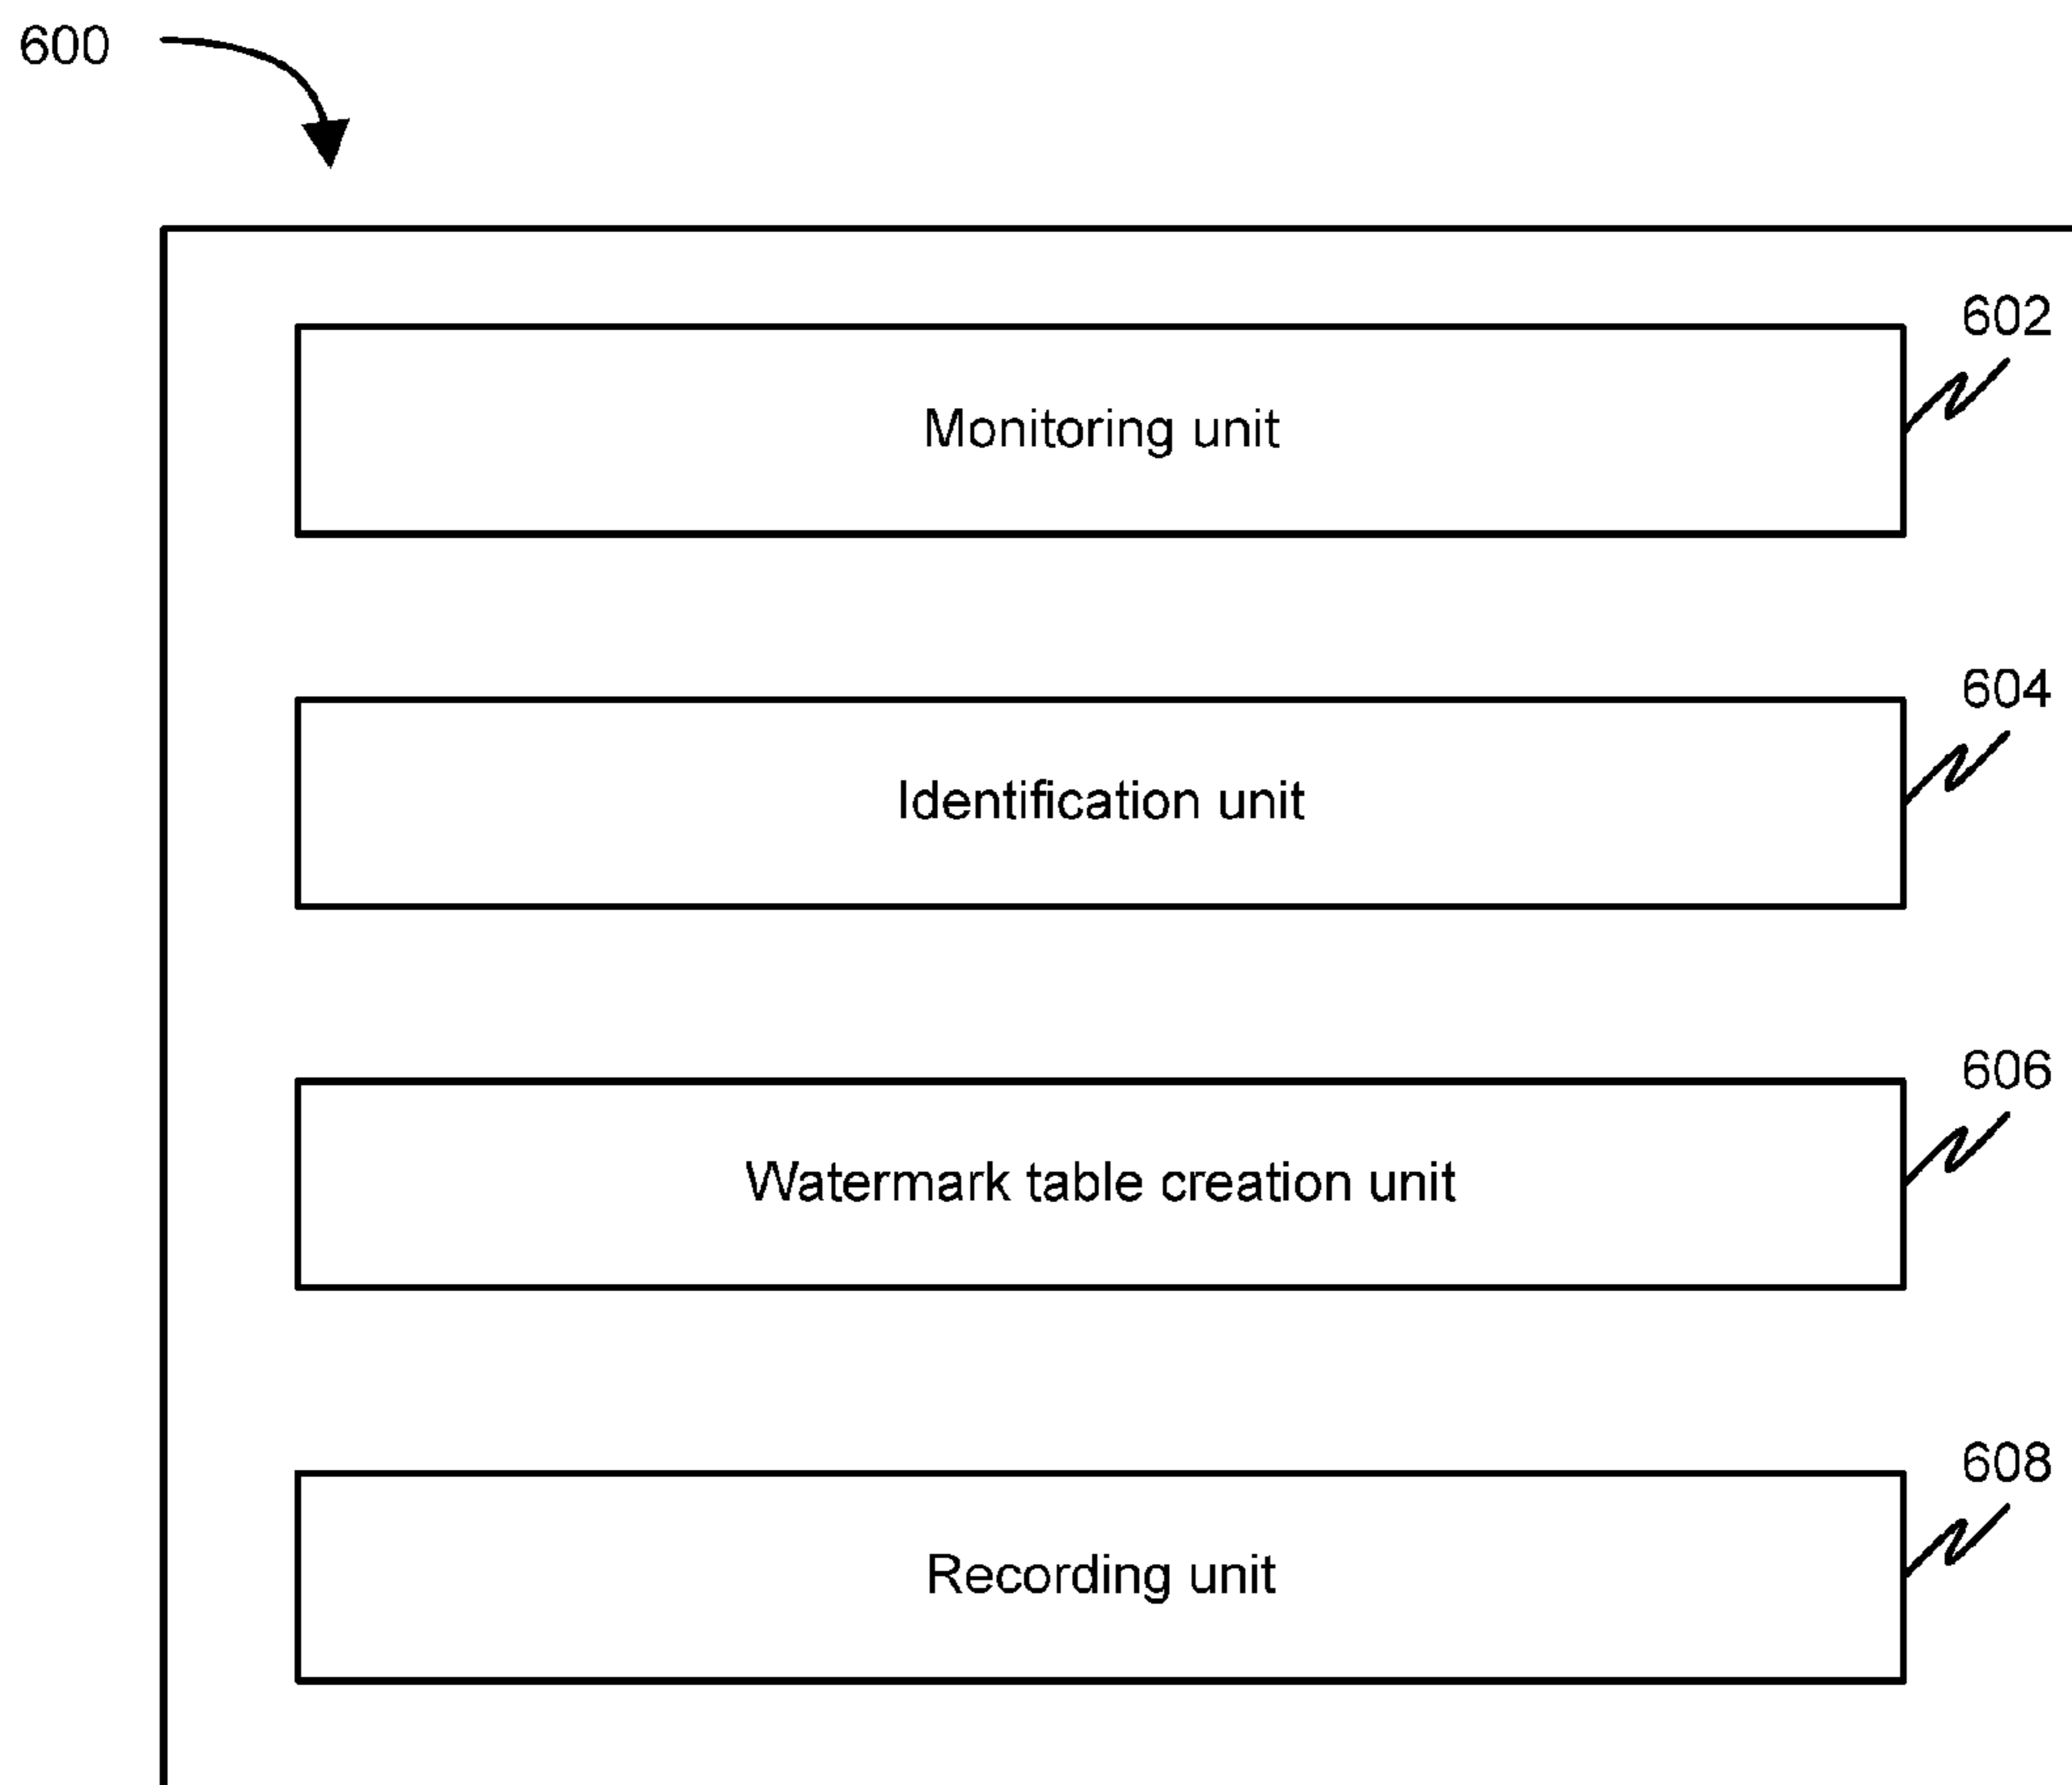 600
602
Monitoring unit
604
Identification unit
606
Watermark table creation unit
608
Recording unit